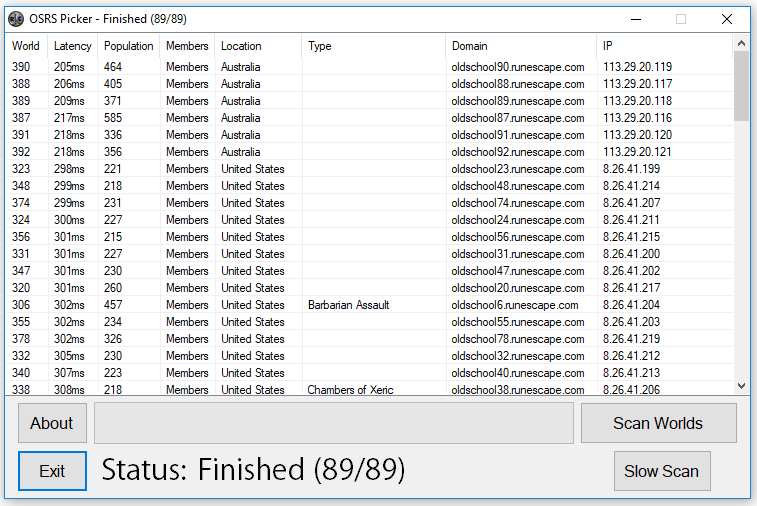 OSRS Picker - Finished (89/89)
World Latency Population Members Location Type Domain IP
390 205ms 464 Members Australia oldschool90.runescape.com 113.29.20.119
388 206ms 405 Members Australia oldschool88.runescape.com 113.29.20.117
389 209ms 371 Members Australia oldschool89.runescape.com 113.29.20.118
387 217ms 585 Members Australia oldschool87.runescape.com 113.29.20.116
391 218ms 336 Members Australia oldschool91.runescape.com 113.29.20.120
392 218ms 356 Members Australia oldschool92.runescape.com 113.29.20.121
323 298ms 221 Members United States oldschool23.runescape.com 8.26.41.199
348 299ms 218 Members United States oldschool48.runescape.com 8.26.41.214
374 299ms 231 Members United States oldschool74.runescape.com 8.26.41.207
324 300ms 227 Members United States oldschool24.runescape.com 8.26.41.211
356 301ms 215 Members United States oldschool56.runescape.com 8.26.41.215
331 301ms 227 Members United States oldschool31.runescape.com 8.26.41.200
347 301ms 230 Members United States oldschool47.runescape.com 8.26.41.202
320 301ms 260 Members United States oldschool20.runescape.com 8.26.41.217
306 302ms 457 Members United States Barbarian Assault oldschool6.runescape.com 8.26.41.204
355 302ms 234 Members United States oldschool55.runescape.com 8.26.41.203
378 302ms 326 Members United States oldschool78.runescape.com 8.26.41.219
332 305ms 230 Members United States oldschool32.runescape.com 8.26.41.212
340 307ms 223 Members United States oldschool40.runescape.com 8.26.41.213
338 308ms 218 Members United States Chambers of Xeric oldschool38.runescape.com 8.26.41.206
About Scan Worlds
Exit Status: Finished (89/89) Slow Scan